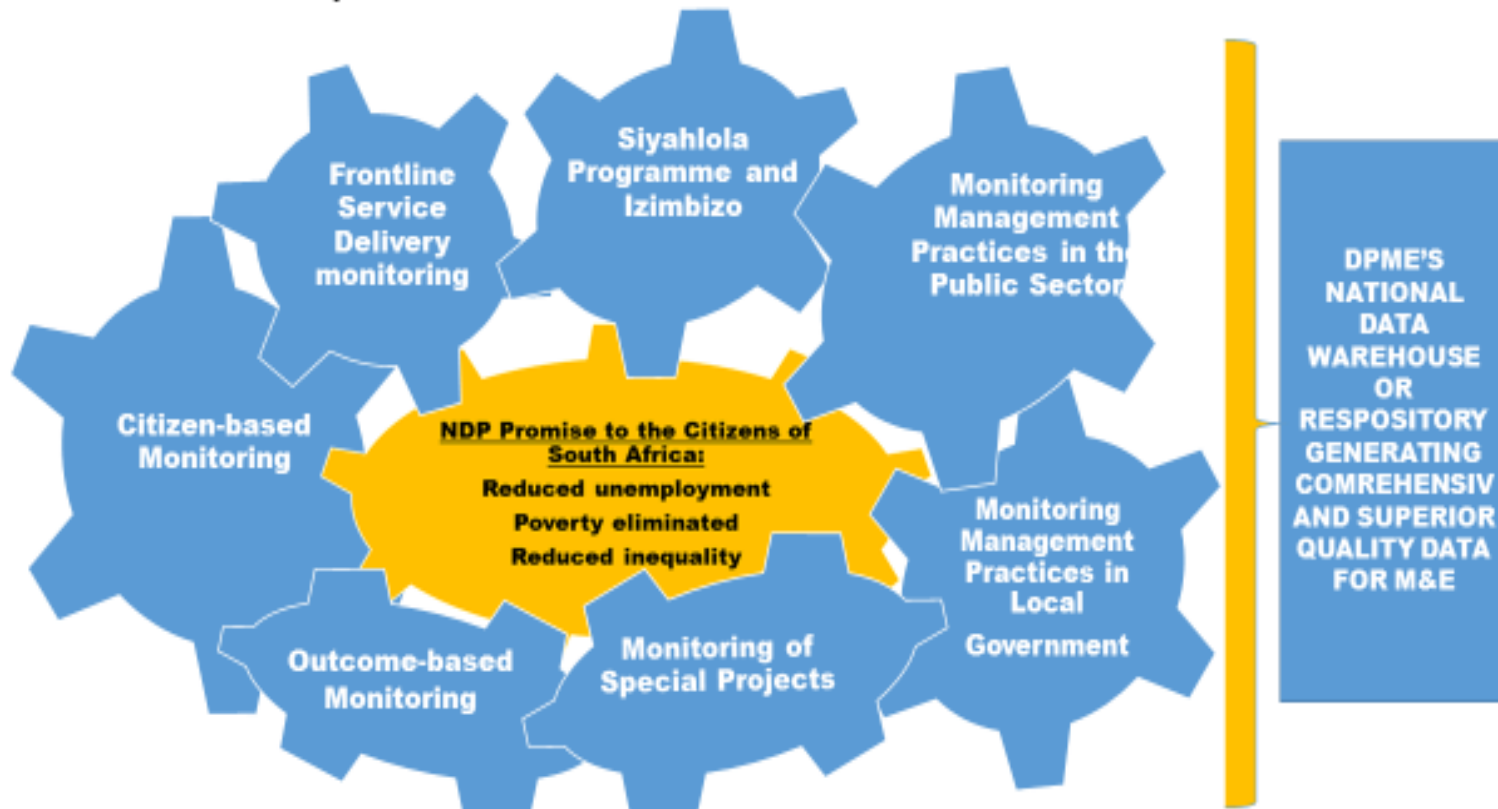 Siyahlola
Programme and
Izimbizo
Frontline
Service
Delivery
monitoring
Monitoring
Management
Practices in the
Public Sector
Citizen-based
Monitoring
NDP Promise to the Citizens of
South Africa:
Reduced unemployment
Poverty eliminated
Reduced inequality
Monitoring
Management
Practices in
Local
Government
Outcome-based
Monitoring
Monitoring of
Special Projects
DPME'S
NATIONAL
DATA
WAREHOUSE
OR
RESPOSITORY
GENERATING
COMREHENSIV
AND SUPERIOR
QUALITY DATA
FOR M&E